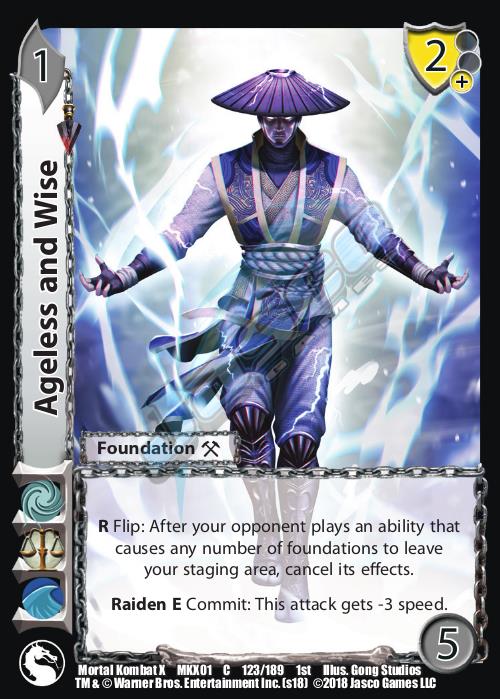 1
2
+
Ageless and Wise
Foundation
R Flip: After your opponent plays an ability that
causes any number of foundations to leave
your staging area, cancel its effects.
Raiden E Commit: This attack gets -3 speed.
5
Mortal Kombat X MKX01 C 123/189 1st Illus. Gong Studios
TM & © Warner Bros. Entertainment Inc. (s18) ©2018 Jasco Games LLC